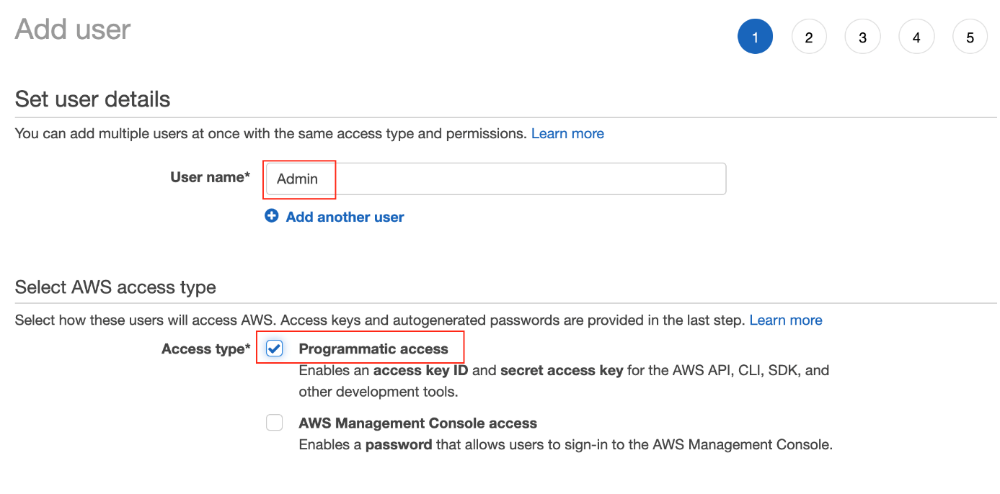 Add user
1 2 3 4 5
Set user details
You can add multiple users at once with the same access type and permissions. Learn more
User name* Admin
Add another user
Select AWS access type
Select how these users will access AWS. Access keys and autogenerated passwords are provided in the last step. Learn more
Access type* Programmatic access
Enables an access key ID and secret access key for the AWS API, CLI, SDK, and
other development tools.
AWS Management Console access
Enables a password that allows users to sign-in to the AWS Management Console.